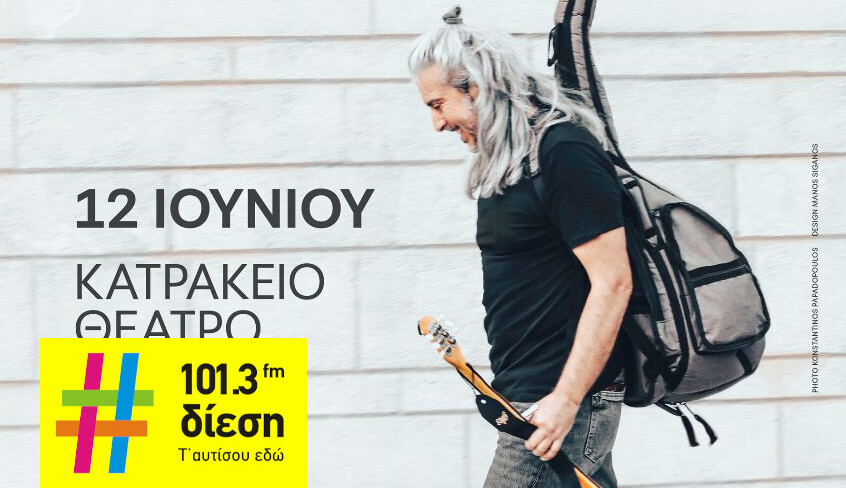 12 ΙΟΥΝΙΟΥ
ΚΑΤΡΑΚΕΙΟ
ΘΕΑΤΡΟ
101.3 fm
δίεση
Τ΄αυτίσου εδώ
PHOTO KONSTANTINOS PAPADOPOULOS DESIGN MANOS SIGANOS